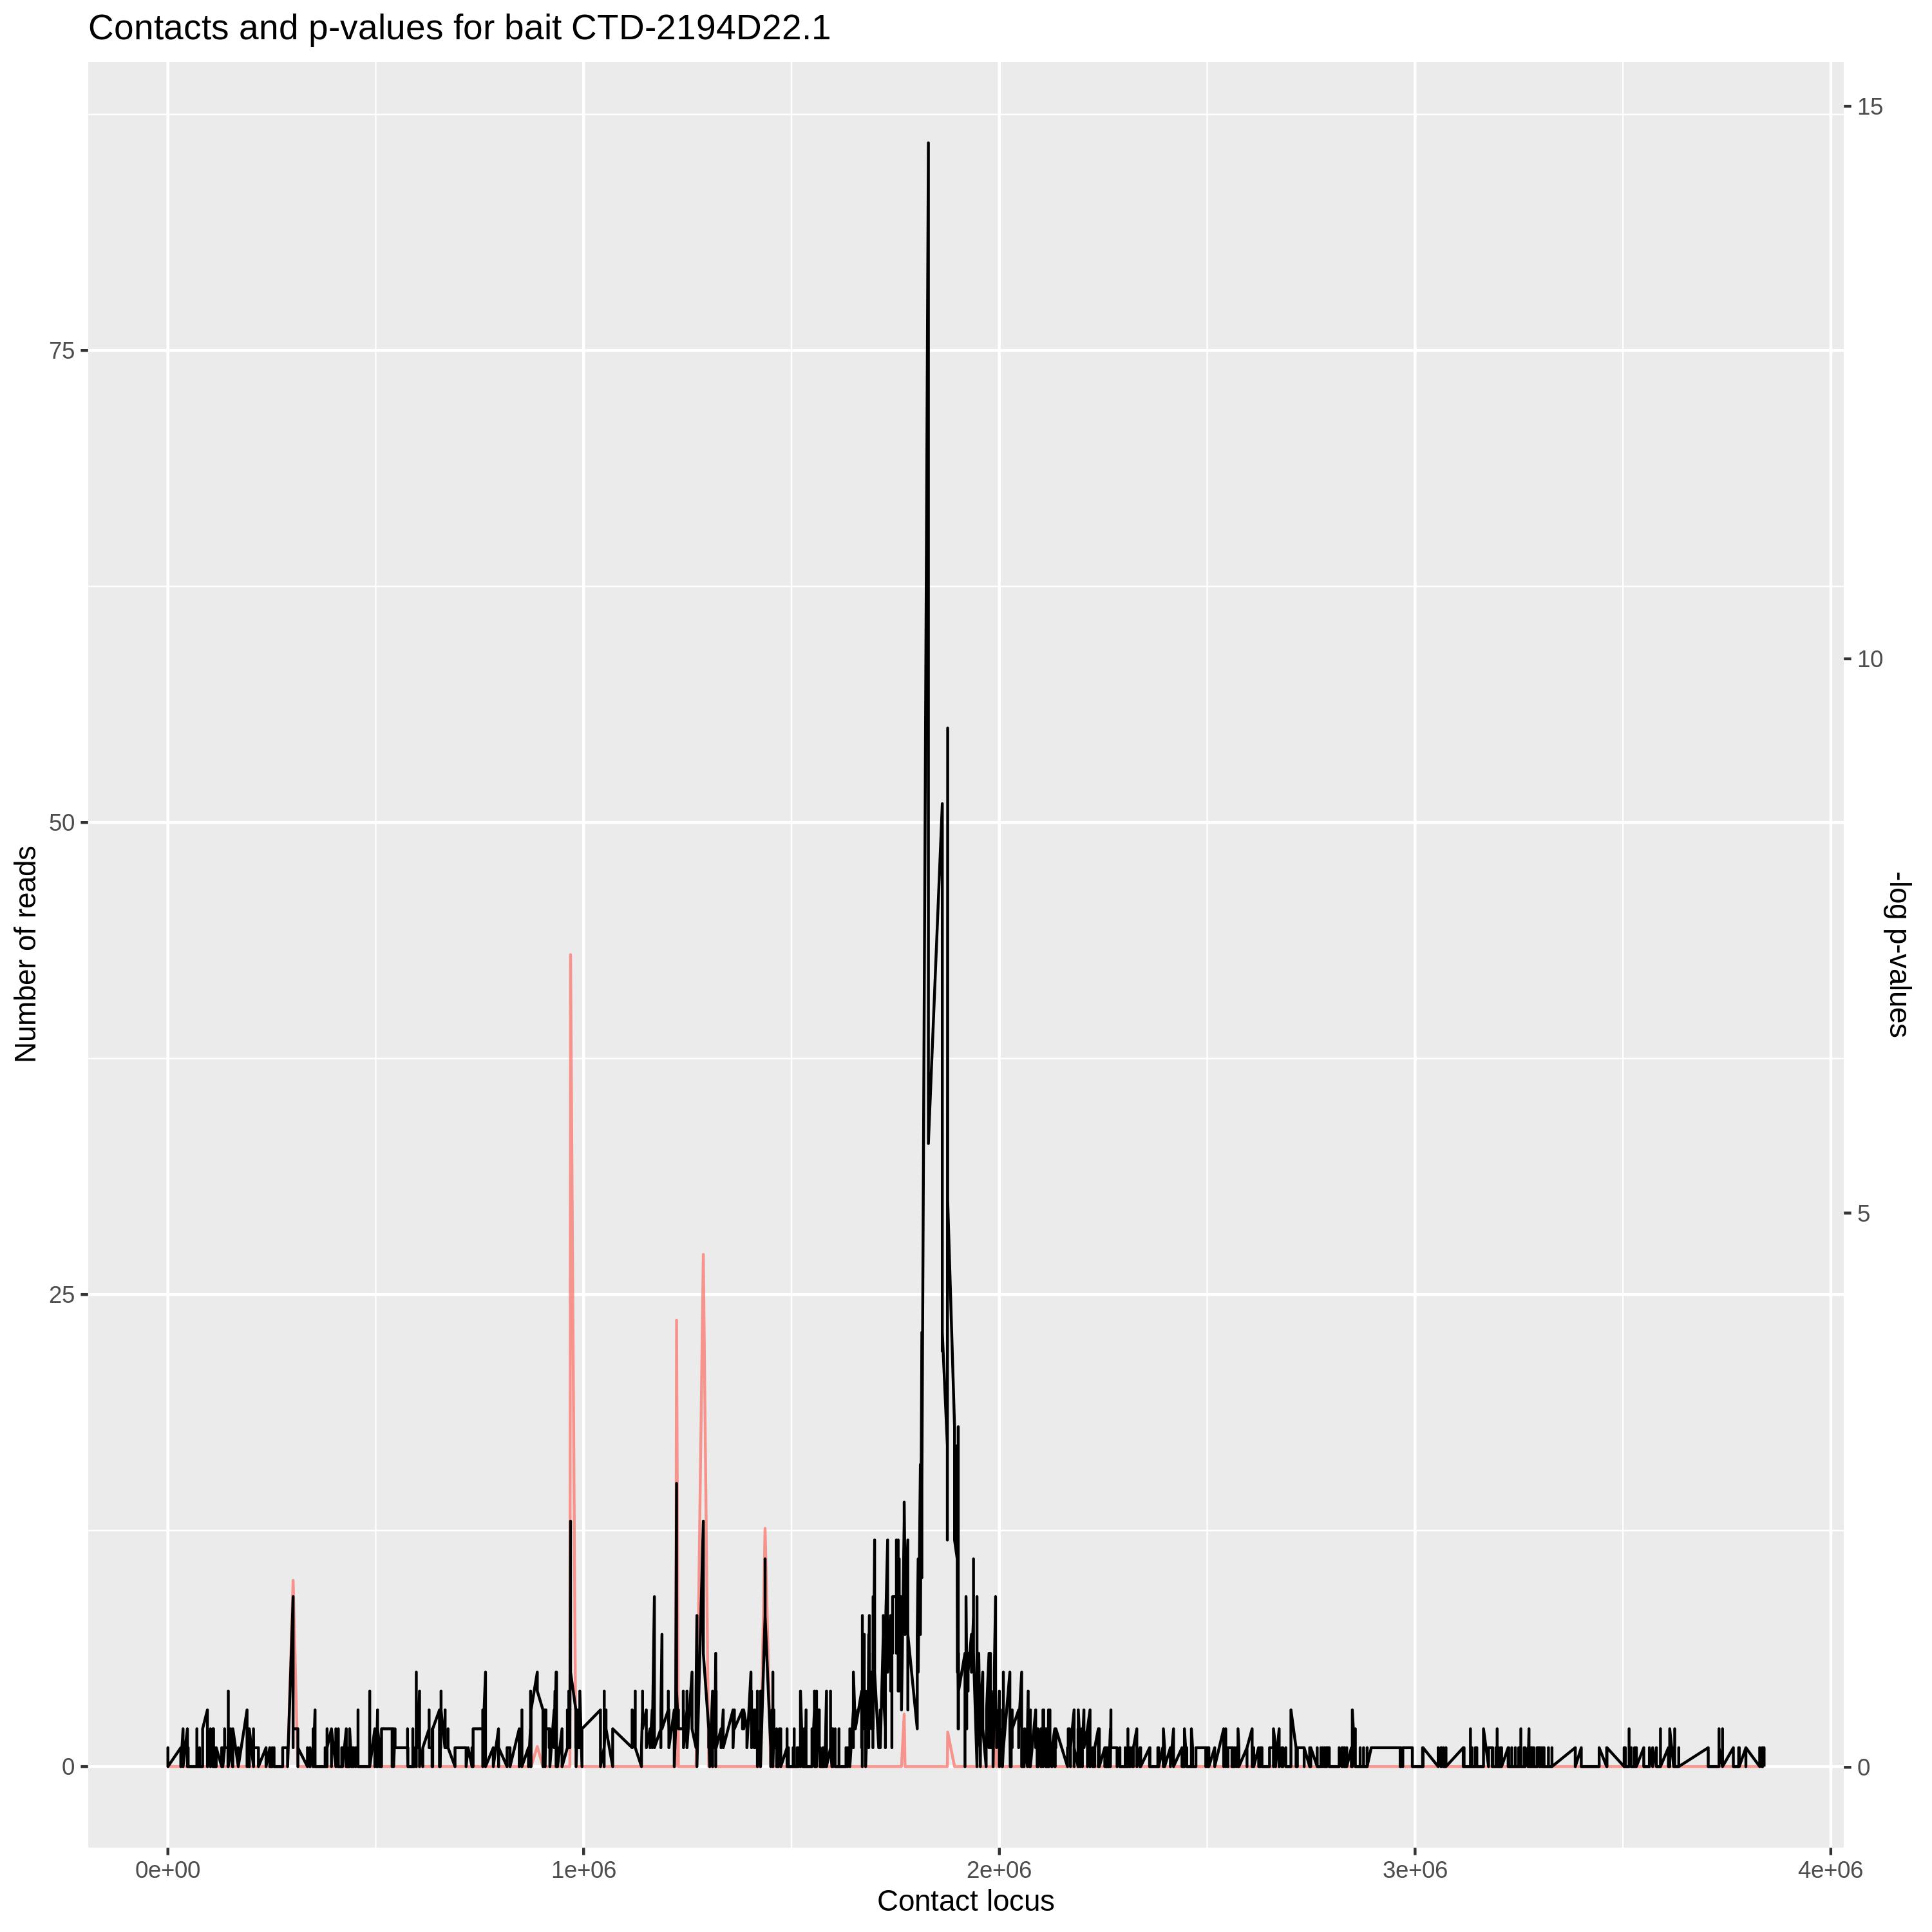 Contacts and p-values for bait CTD-2194D22.1
15
75
10
50
Number of reads
-log p-values
5
25
0
0
0e+00 1e+06 2e+06 3e+06 4e+06
Contact locus